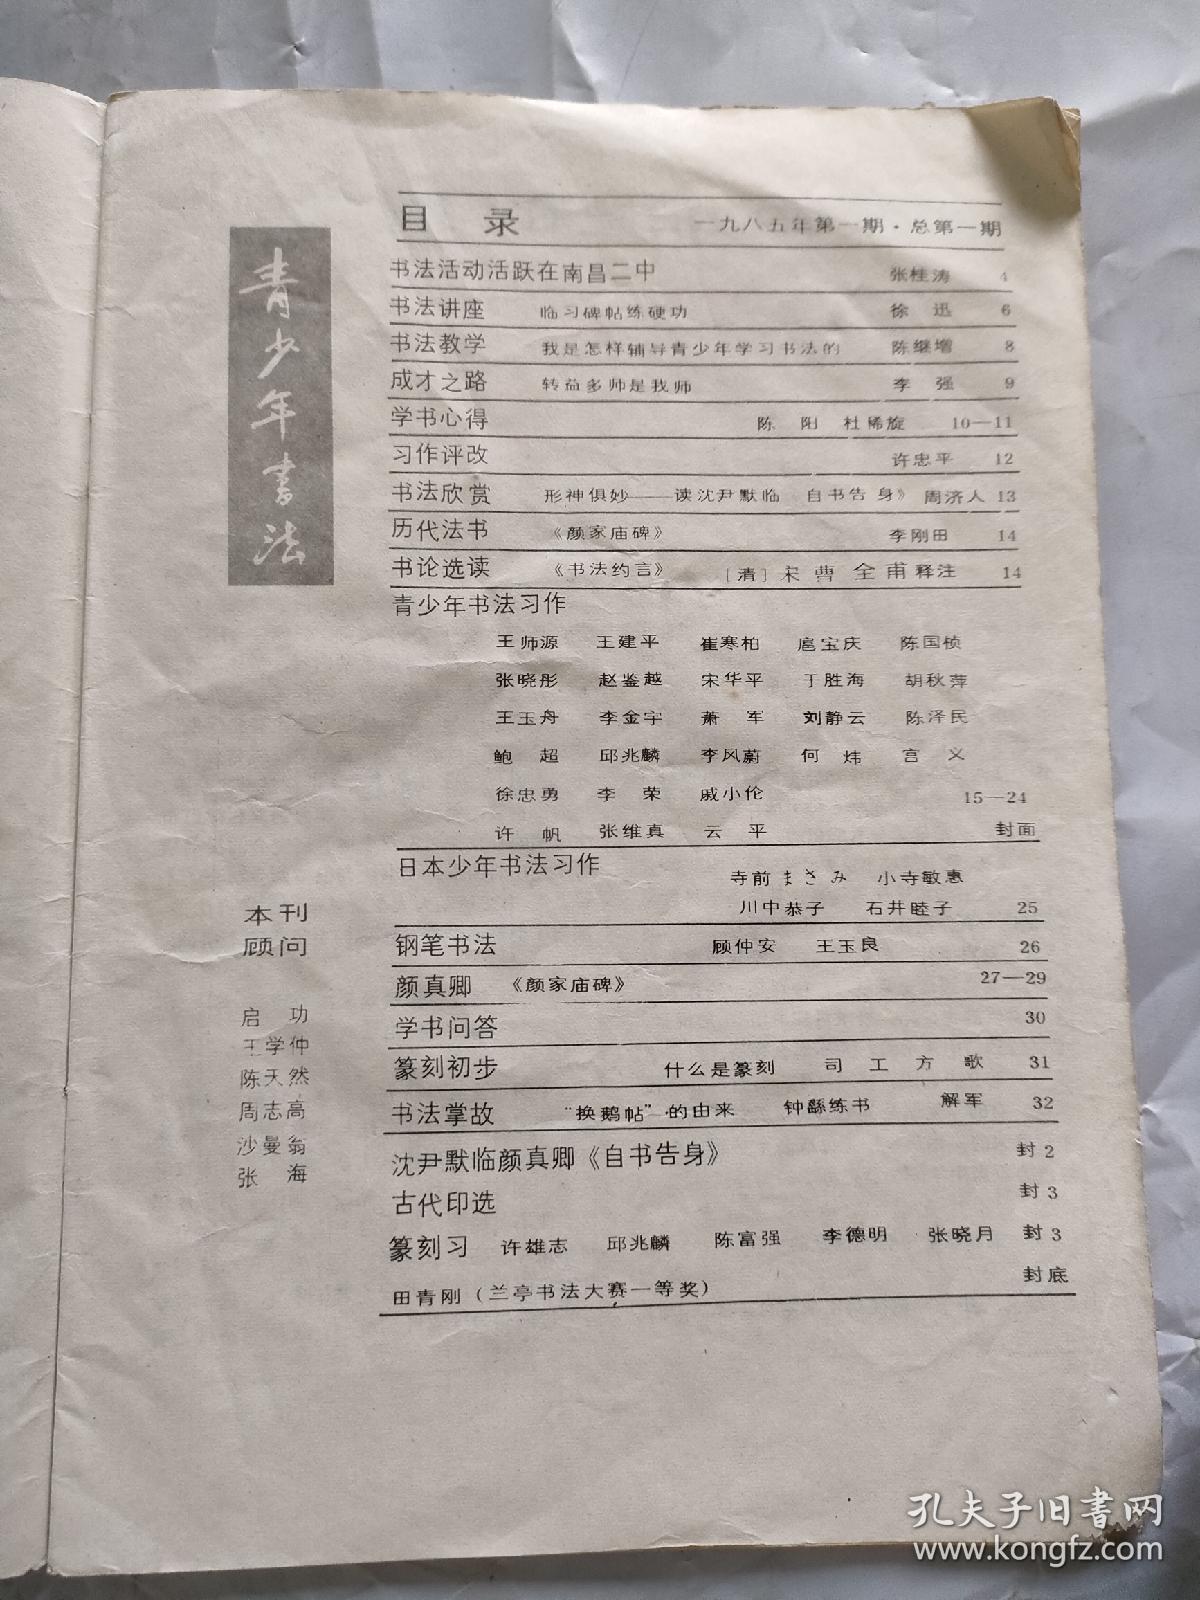 青少年书法
目 录 一九八五年第一期·总第一期
书法活动活跃在南昌二中 张桂涛 4
书法讲座 临习碑帖练硬功 徐 迅 6
书法教学 我是怎样辅导青少年学习书法的 陈继增 8
成才之路 转益多师是我师 李 强 9
学书心得 陈 阳 杜稀旋 10—11
习作评改 许忠平 12
书法欣赏 形神俱妙——读沈尹默临 自书告身》 周济人 13
历代法书 《颜家庙碑》 李刚田 14
书论选读 《书法约言》 [清]宋 曹 全 甫 释注 14
青少年书法习作
王师源 王建平 崔寒柏 扈宝庆 陈国桢
张晓彤 赵鉴越 宋华平 于胜海 胡秋萍
王玉舟 李金宇 萧 军 刘静云 陈泽民
鲍 超 邱兆麟 李风蔚 何 炜 宫 义
徐忠勇 李 荣 戚小伦 15—24
许 帆 张维真 云 平 封面
日本少年书法习作 寺前まさみ 小寺敏惠
川中恭子 石井睦子 25
钢笔书法 顾仲安 王玉良 26
颜真卿 《颜家庙碑》 27—29
学书问答 30
篆刻初步 什么是篆刻 司 工 方 歌 31
书法掌故 “换鹅帖”的由来 钟繇练书 解军 32
沈尹默临颜真卿《自书告身》 封 2
古代印选 封 3
篆刻习 许雄志 邱兆麟 陈富强 李德明 张晓月 封 3
田青刚（兰亭书法大赛一等奖） 封底
本刊
顾问
启 功
王学仲
陈天然
周志高
沙曼翁
张 海
孔夫子旧书网
www.kongfz.com